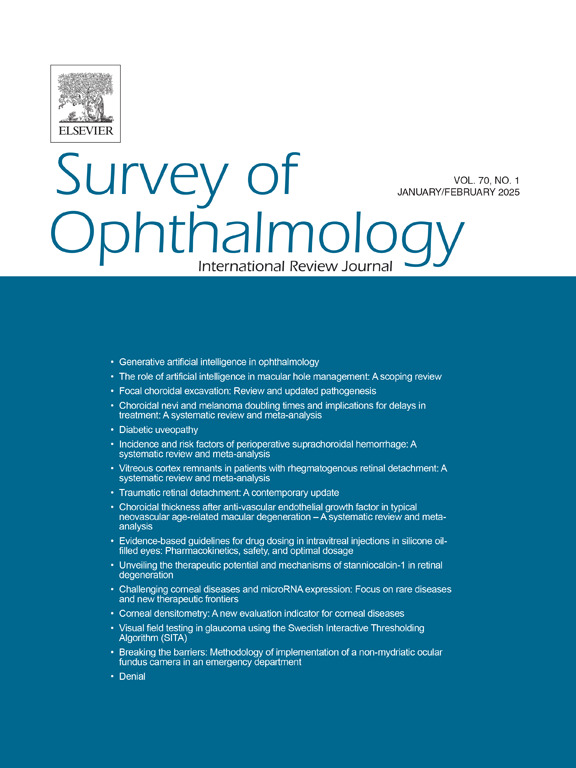 ELSEVIER
Survey of
Ophthalmology
VOL. 70, NO. 1
JANUARY/FEBRUARY 2025
International Review Journal
• Generative artificial intelligence in ophthalmology
• The role of artificial intelligence in macular hole management: A scoping review
• Focal choroidal excavation: Review and updated pathogenesis
• Choroidal nevi and melanoma doubling times and implications for delays in
treatment: A systematic review and meta-analysis
• Diabetic uveopathy
• Incidence and risk factors of perioperative suprachoroidal hemorrhage: A
systematic review and meta-analysis
• Vitreous cortex remnants in patients with rhegmatogenous retinal detachment: A
systematic review and meta-analysis
• Traumatic retinal detachment: A contemporary update
• Choroidal thickness after anti-vascular endothelial growth factor in typical
neovascular age-related macular degeneration – A systematic review and meta-
analysis
• Evidence-based guidelines for drug dosing in intravitreal injections in silicone oil-
filled eyes: Pharmacokinetics, safety, and optimal dosage
• Unveiling the therapeutic potential and mechanisms of stanniocalcin-1 in retinal
degeneration
• Challenging corneal diseases and microRNA expression: Focus on rare diseases
and new therapeutic frontiers
• Corneal densitometry: A new evaluation indicator for corneal diseases
• Visual field testing in glaucoma using the Swedish Interactive Thresholding
Algorithm (SITA)
• Breaking the barriers: Methodology of implementation of a non-mydriatic ocular
fundus camera in an emergency department
• Denial